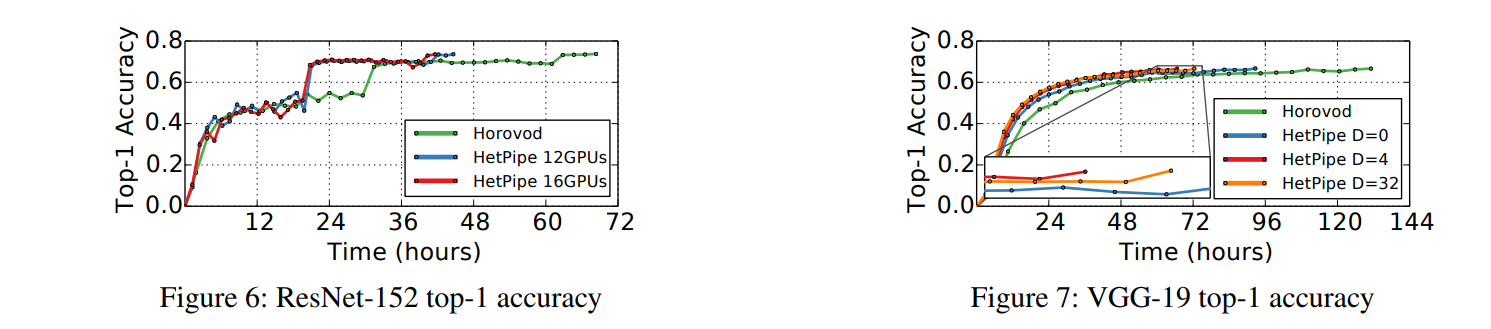 Top-1 Accuracy
0.8
0.6
0.4
0.2
0.0
Horovod
HetPipe 12GPUs
HetPipe 16GPUs
12 24 36 48 60 72
Time (hours)
Figure 6: ResNet-152 top-1 accuracy
Top-1 Accuracy
0.8
0.6
0.4
0.2
0.0
Horovod
HetPipe D=0
HetPipe D=4
HetPipe D=32
24 48 72 96 120 144
Time (hours)
Figure 7: VGG-19 top-1 accuracy